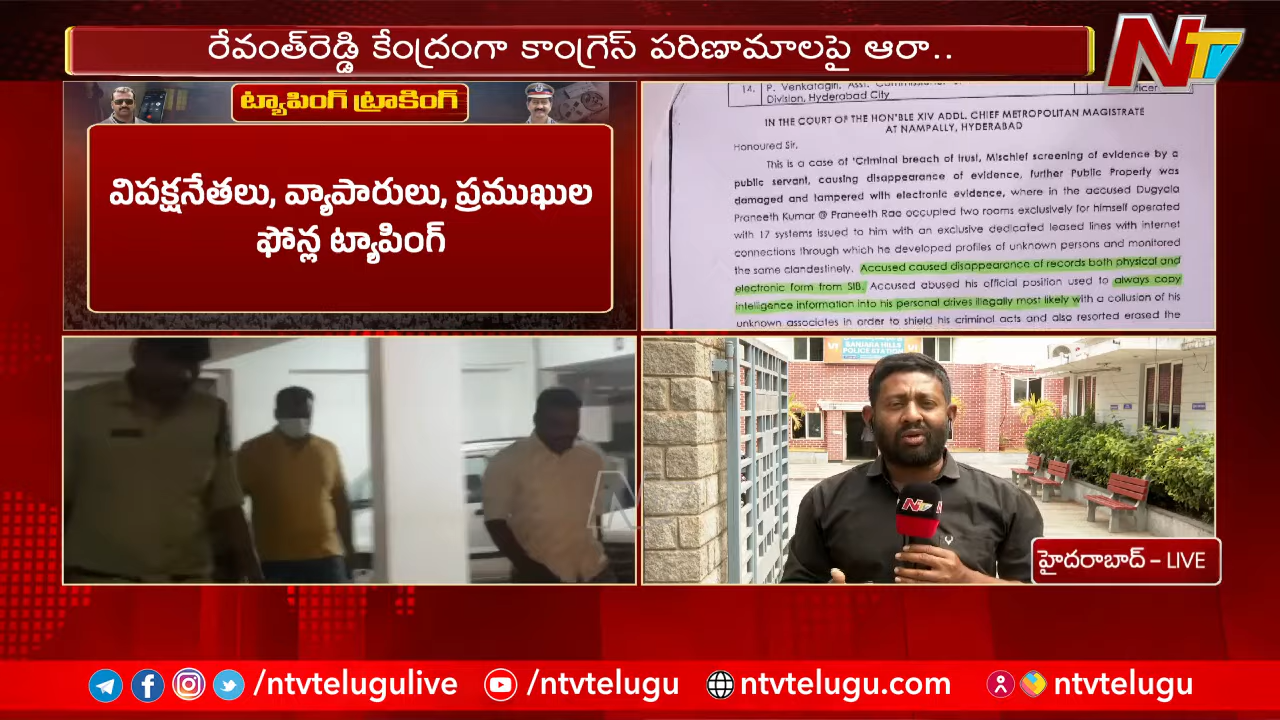 రేవంత్‌రెడ్డి కేంద్రంగా కాంగ్రెస్ పరిణామాలపై ఆరా..
NTV
ట్యాపింగ్ ట్రాకింగ్
విపక్షనేతలు, వ్యాపారులు, ప్రముఖుల
ఫోన్ల ట్యాపింగ్
14. P. Venkatagiri, Asst.
Division, Hyderabad City
IN THE COURT OF THE HON'BLE XIV ADDL. CHIEF METROPOLITAN MAGISTRATE
AT NAMPALLY, HYDERABAD
Honoured Sir,
This is a case of 'Criminal breach of trust, Mischief screening of evidence by a
public servant, causing disappearance of evidence, further Public Property was
damaged and tampered with electronic evidence, where in the accused Dugyala
Praneeth Kumar @ Praneeth Rao occupied two rooms exclusively for himself operated
with 17 systems issued to him with an exclusive dedicated leased lines with internet
connections through which he developed profiles of unknown persons and monitored
the same clandestinely. Accused caused disappearance of records both physical and
electronic form from SIB. Accused abused his official position used to always copy
intelligence information into his personal drives illegally most likely with a collusion of his
unknown associates in order to shield his criminal acts and also resorted erased the
BANJARA HILLS
POLICE STATION
NTV
హైదరాబాద్ – LIVE
/ntvtelugulive
/ntvtelugu
ntvtelugu.com
ntvtelugu